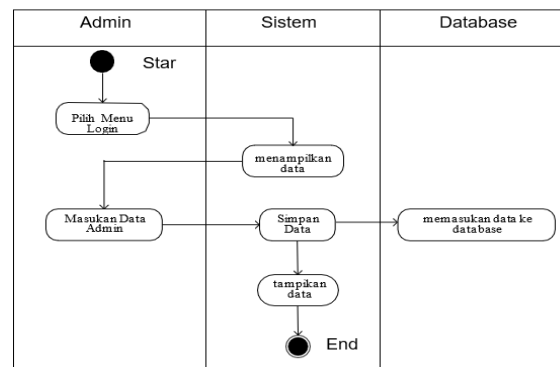 Admin
Sistem
Database
Star
Pilih Menu
Login
menampilkan
data
Masukan Data
Admin
Simpan
Data
memasukan data ke
database
tampikan
data
End